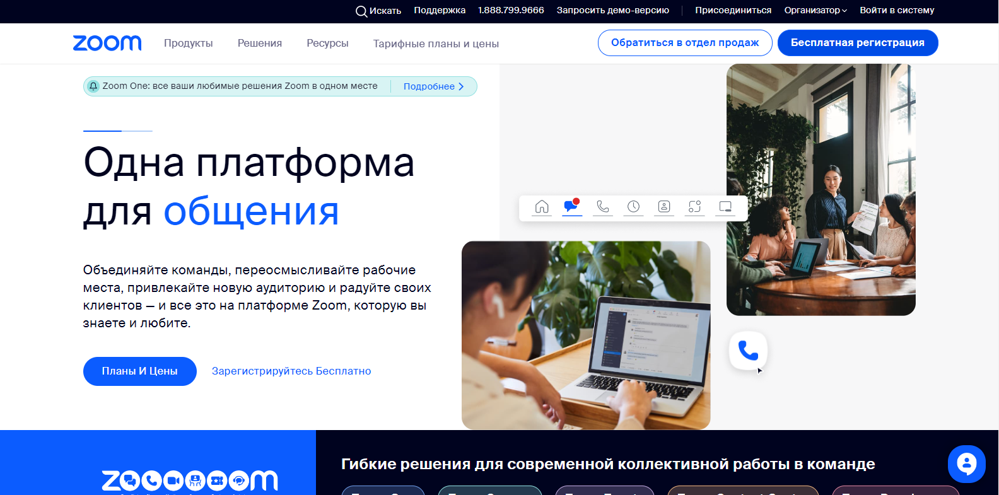 Искать
Поддержка
1.888.799.9666
Запросить демо-версию
Присоединиться
Организатор
Войти в систему
zoom
Продукты
Решения
Ресурсы
Тарифные планы и цены
Обратиться в отдел продаж
Бесплатная регистрация
Zoom One: все ваши любимые решения Zoom в одном месте
Подробнее
Одна платформа
для общения
Объединяйте команды, переосмысливайте рабочие
места, привлекайте новую аудиторию и радуйте своих
клиентов — и все это на платформе Zoom, которую вы
знаете и любите.
Планы И Цены
Зарегистрируйтесь Бесплатно
zoooooom
Гибкие решения для современной коллективной работы в команде